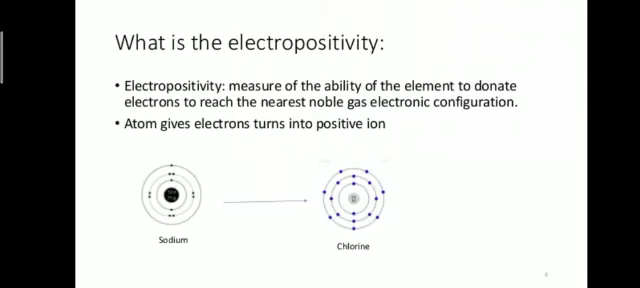 What is the electropositivity:
• Electropositivity: measure of the ability of the element to donate
electrons to reach the nearest noble gas electronic configuration.
• Atom gives electrons turns into positive ion
Sodium
Chlorine